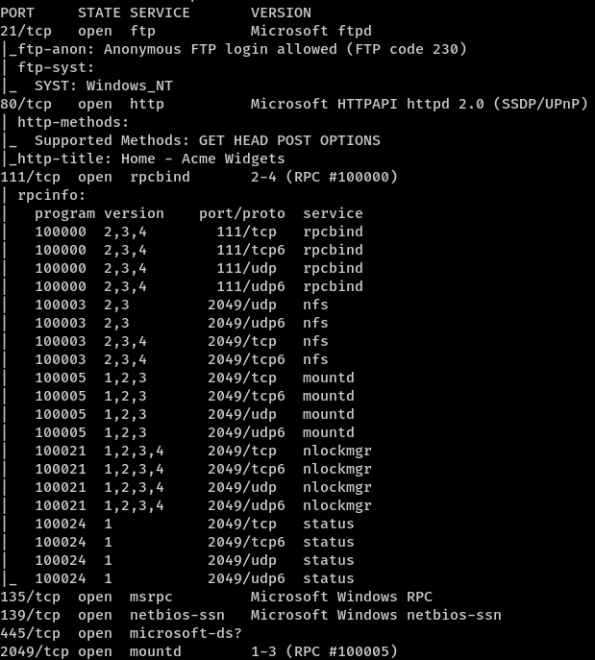 PORT     STATE SERVICE       VERSION
21/tcp   open  ftp           Microsoft ftpd
|_ftp-anon: Anonymous FTP login allowed (FTP code 230)
| ftp-syst:
|_  SYST: Windows_NT
80/tcp   open  http          Microsoft HTTPAPI httpd 2.0 (SSDP/UPnP)
| http-methods:
|_  Supported Methods: GET HEAD POST OPTIONS
|_http-title: Home - Acme Widgets
111/tcp  open  rpcbind       2-4 (RPC #100000)
| rpcinfo:
|   program version    port/proto  service
|   100000  2,3,4        111/tcp   rpcbind
|   100000  2,3,4        111/tcp6  rpcbind
|   100000  2,3,4        111/udp   rpcbind
|   100000  2,3,4        111/udp6  rpcbind
|   100003  2,3         2049/udp   nfs
|   100003  2,3         2049/udp6  nfs
|   100003  2,3,4       2049/tcp   nfs
|   100003  2,3,4       2049/tcp6  nfs
|   100005  1,2,3       2049/tcp   mountd
|   100005  1,2,3       2049/tcp6  mountd
|   100005  1,2,3       2049/udp   mountd
|   100005  1,2,3       2049/udp6  mountd
|   100021  1,2,3,4     2049/tcp   nlockmgr
|   100021  1,2,3,4     2049/tcp6  nlockmgr
|   100021  1,2,3,4     2049/udp   nlockmgr
|   100021  1,2,3,4     2049/udp6  nlockmgr
|   100024  1           2049/tcp   status
|   100024  1           2049/tcp6  status
|   100024  1           2049/udp   status
|_  100024  1           2049/udp6  status
135/tcp  open  msrpc         Microsoft Windows RPC
139/tcp  open  netbios-ssn   Microsoft Windows netbios-ssn
445/tcp  open  microsoft-ds?
2049/tcp open  mountd        1-3 (RPC #100005)